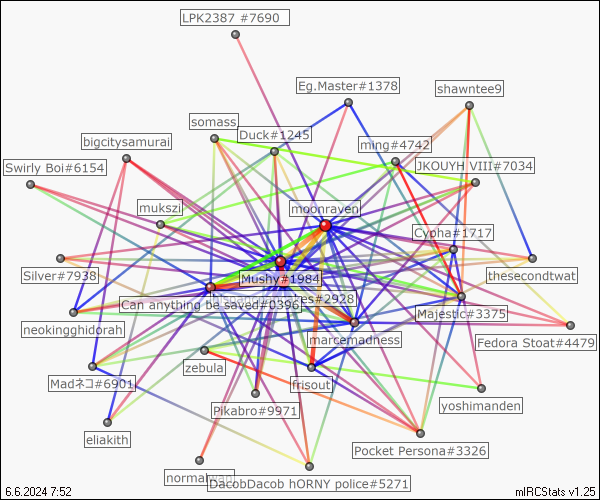 LPK2387 #7690
Eg.Master#1378
shawntee9
somass
Duck#1245
bigcitysamurai
ming#4742
Swirly Boi#6154
JKOUYH VIII#7034
mukszi
moonraven
Cypha#1717
Silver#7938
Mushy#1984
thesecondtwat
Can anything be saved#0396
es#2928
Majestic#3375
neokingghidorah
marcemadness
Fedora Stoat#4479
zebula
Madネコ#6901
frisout
yoshimanden
Pikabro#9971
eliakith
Pocket Persona#3326
DacobDacob hORNY police#5271
6.6.2024 7:52
mIRCStats v1.25